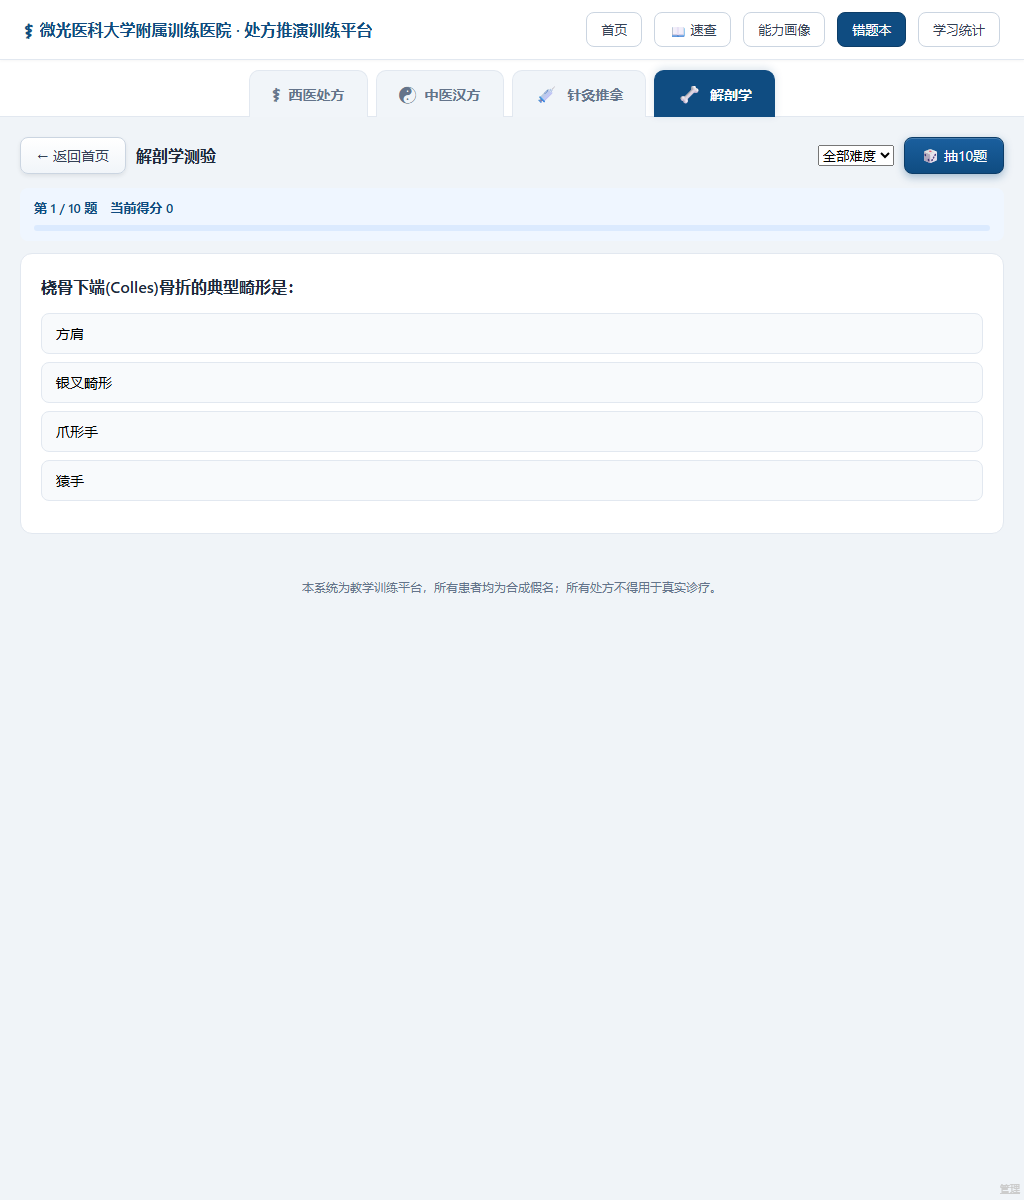 微光医科大学附属训练医院 · 处方推演训练平台
首页
速查
能力画像
错题本
学习统计
西医处方
中医汉方
针灸推拿
解剖学
← 返回首页
解剖学测验
全部难度
抽10题
第 1 / 10 题 当前得分 0
桡骨下端(Colles)骨折的典型畸形是：
方肩
银叉畸形
爪形手
猿手
本系统为教学训练平台，所有患者均为合成假名；所有处方不得用于真实诊疗。
管理